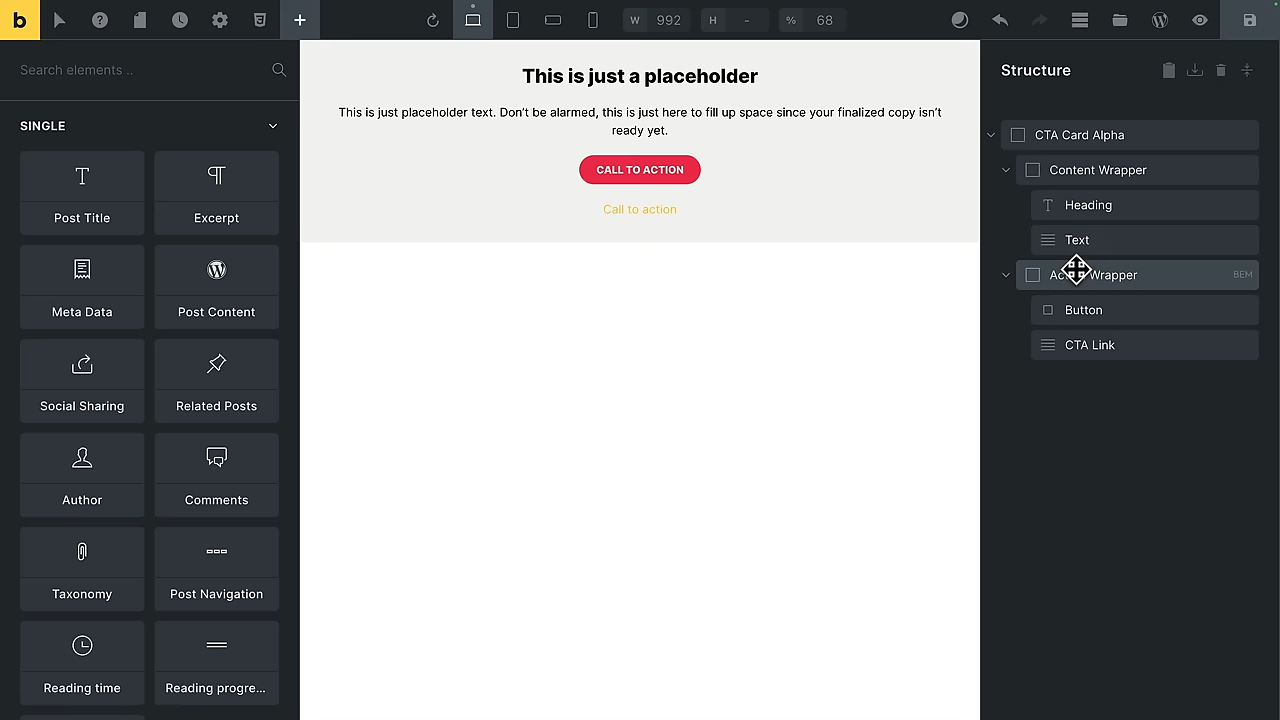 b
W 992 H - % 68
Search elements ..
SINGLE
Post Title
Excerpt
Meta Data
Post Content
Social Sharing
Related Posts
Author
Comments
Taxonomy
Post Navigation
Reading time
Reading progre...
This is just a placeholder
This is just placeholder text. Don't be alarmed, this is just here to fill up space since your finalized copy isn't
ready yet.
CALL TO ACTION
Call to action
Structure
CTA Card Alpha
Content Wrapper
Heading
Text
Wrapper BEM
Button
CTA Link